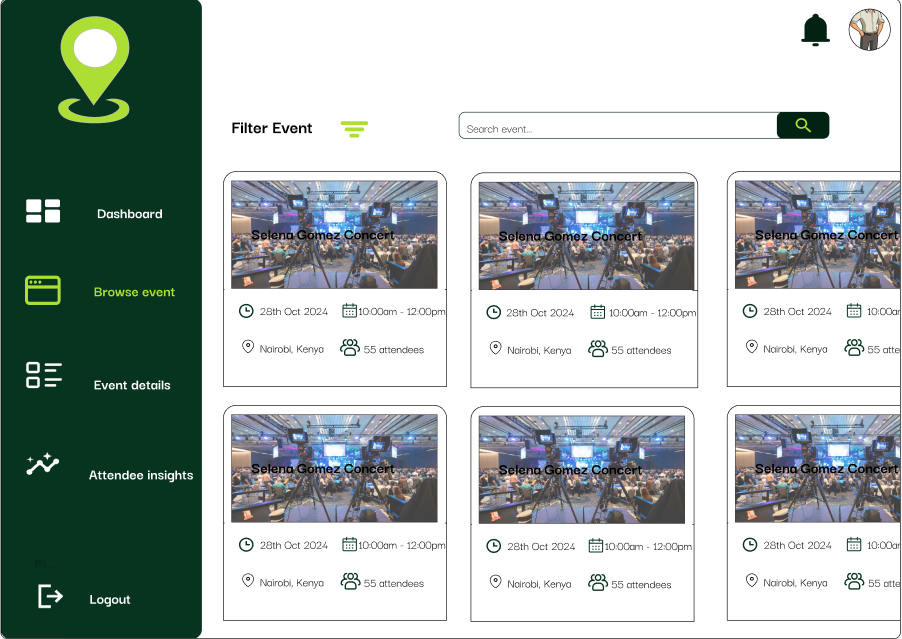 Dashboard
Browse event
Event details
Attendee insights
m...
Logout
Filter Event
Search event...
Selena Gomez Concert
28th Oct 2024 10:00am - 12:00pm
Nairobi, Kenya 55 attendees
Selena Gomez Concert
28th Oct 2024 10:00am - 12:00pm
Nairobi, Kenya 55 attendees
Selena Gomez Concert
28th Oct 2024 10:00ar
Nairobi, Kenya 55 atte
Selena Gomez Concert
28th Oct 2024 10:00am - 12:00pm
Nairobi, Kenya 55 attendees
Selena Gomez Concert
28th Oct 2024 10:00am - 12:00pm
Nairobi, Kenya 55 attendees
Selena Gomez Concert
28th Oct 2024 10:00ar
Nairobi, Kenya 55 atte